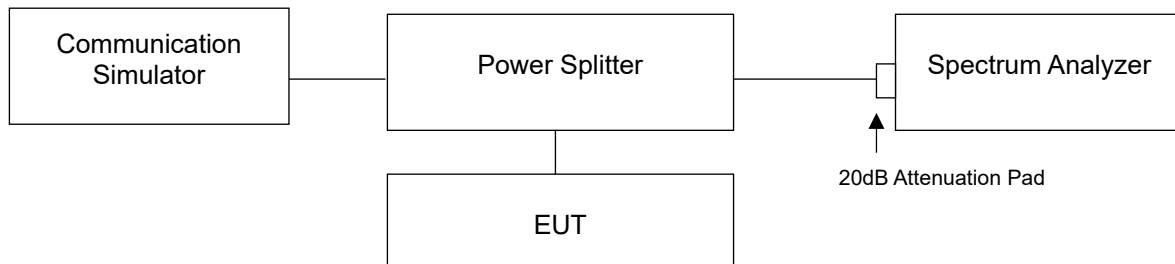 Communication
Simulator
Power Splitter
Spectrum Analyzer
20dB Attenuation Pad
EUT